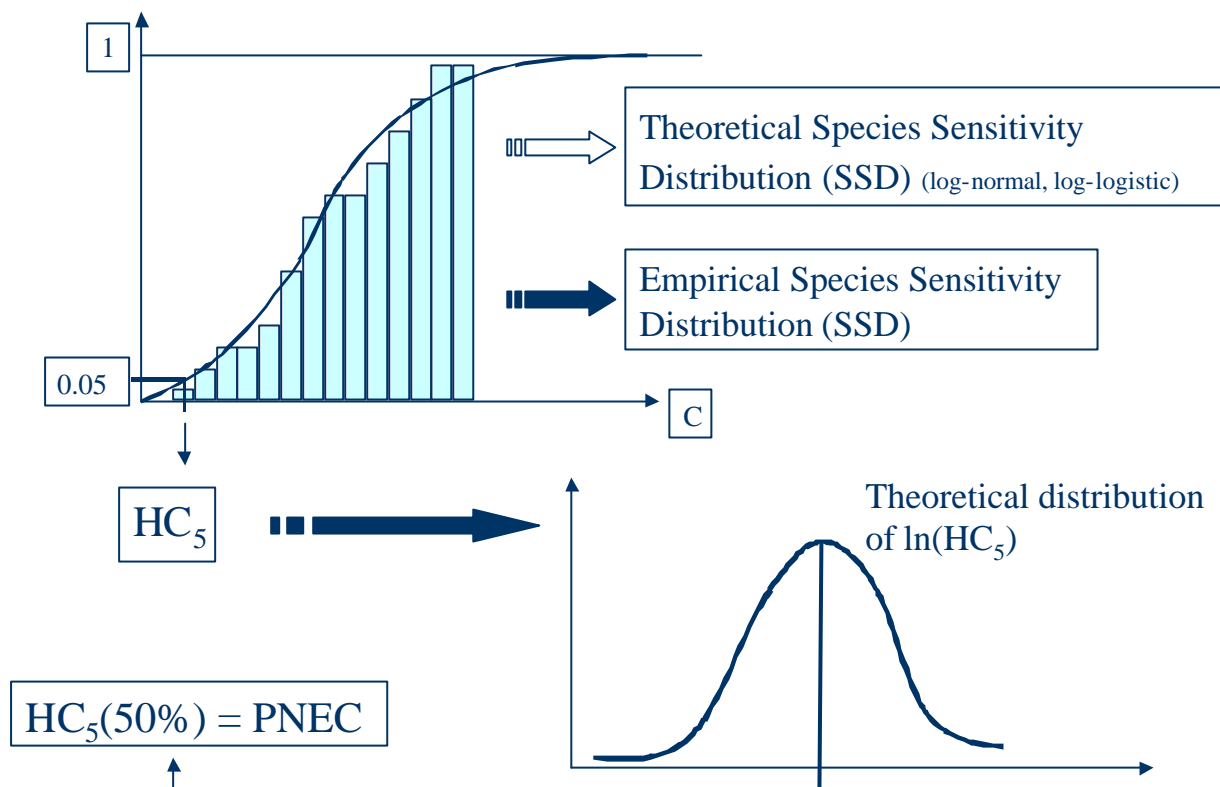 1
Theoretical Species Sensitivity
Distribution (SSD) (log-normal, log-logistic)
Empirical Species Sensitivity
Distribution (SSD)
0.05
C
HC₅
Theoretical distribution
of ln(HC₅)
HC₅(50%) = PNEC